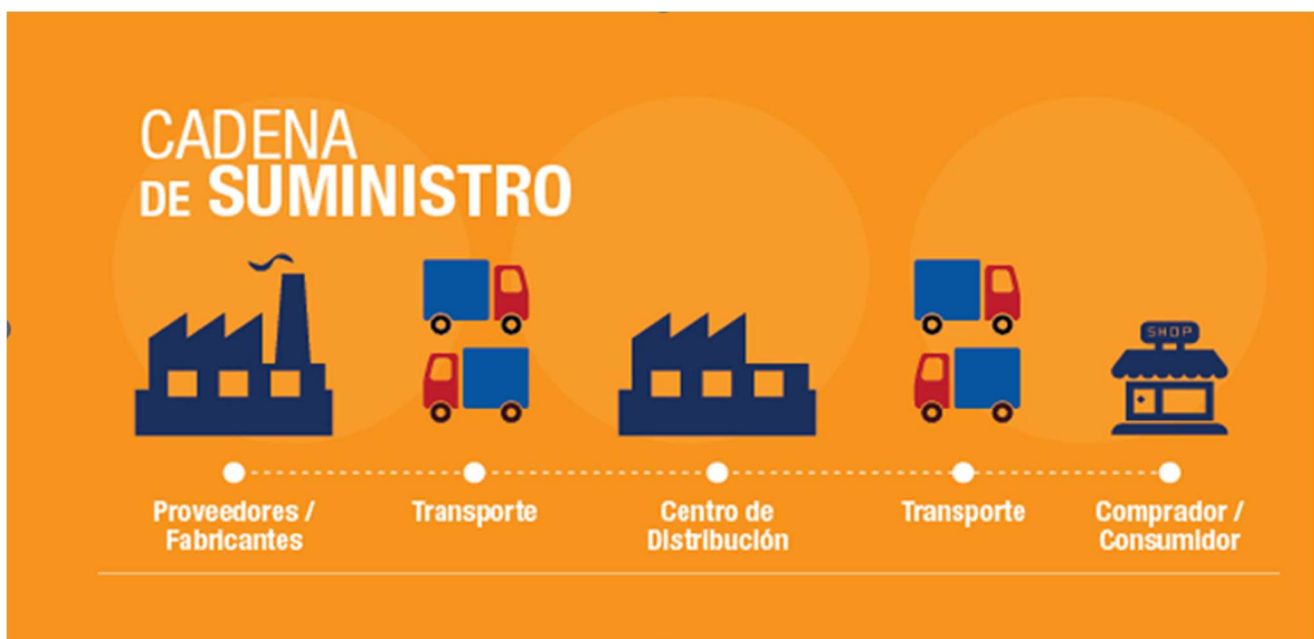 CADENA
DE SUMINISTRO
SHOP
Proveedores /
Fabricantes
Transporte
Centro de
Distribución
Transporte
Comprador /
Consumidor